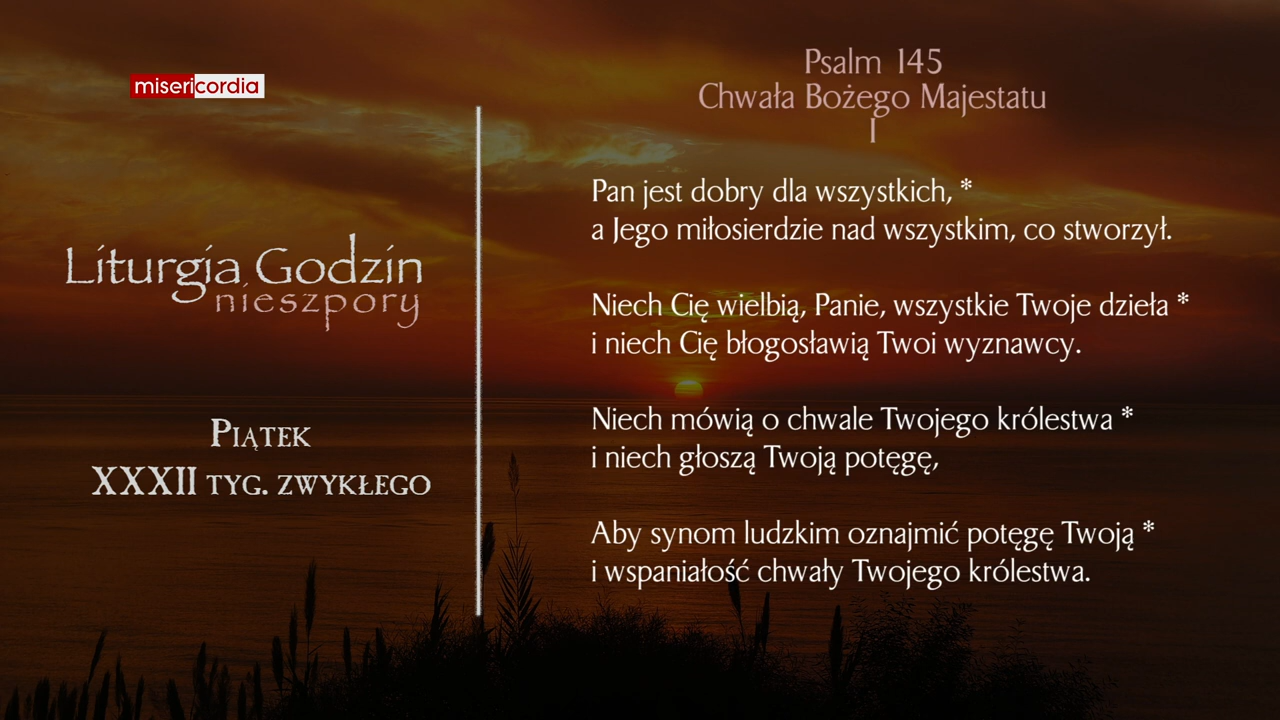 misericordia
Liturgia Godzin
nieszpory
Piątek
XXXII tyg. zwykłego
Psalm 145
Chwała Bożego Majestatu
I
Pan jest dobry dla wszystkich, *
a Jego miłosierdzie nad wszystkim, co stworzył.
Niech Cię wielbią, Panie, wszystkie Twoje dzieła *
i niech Cię błogosławią Twoi wyznawcy.
Niech mówią o chwale Twojego królestwa *
i niech głoszą Twoją potęgę,
Aby synom ludzkim oznajmić potęgę Twoją *
i wspaniałość chwały Twojego królestwa.